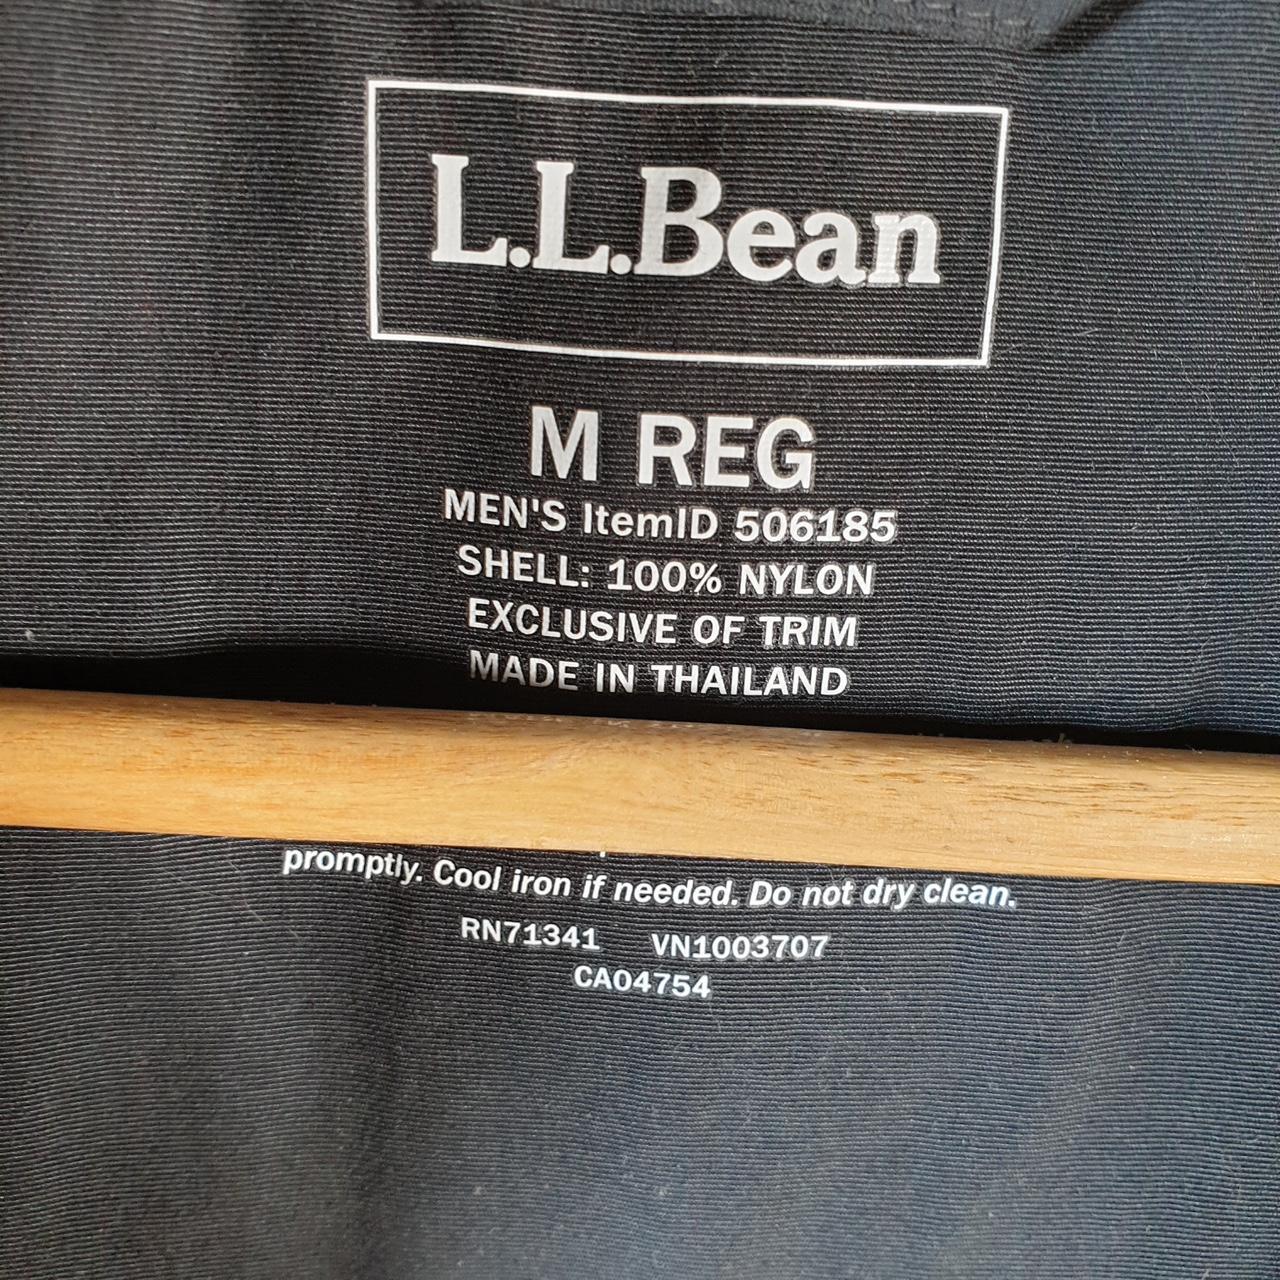 L.L.Bean
M REG
MEN'S ItemID 506185
SHELL: 100% NYLON
EXCLUSIVE OF TRIM
MADE IN THAILAND
promptly. Cool iron if needed. Do not dry clean.
RN71341 VN1003707
CA04754